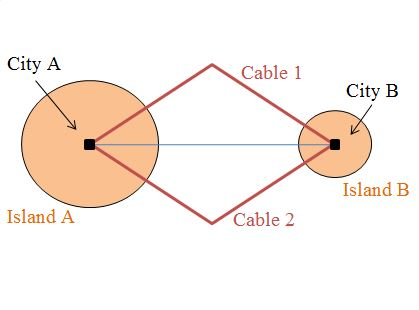 City A
Cable 1
City B
Island B
Island A
Cable 2